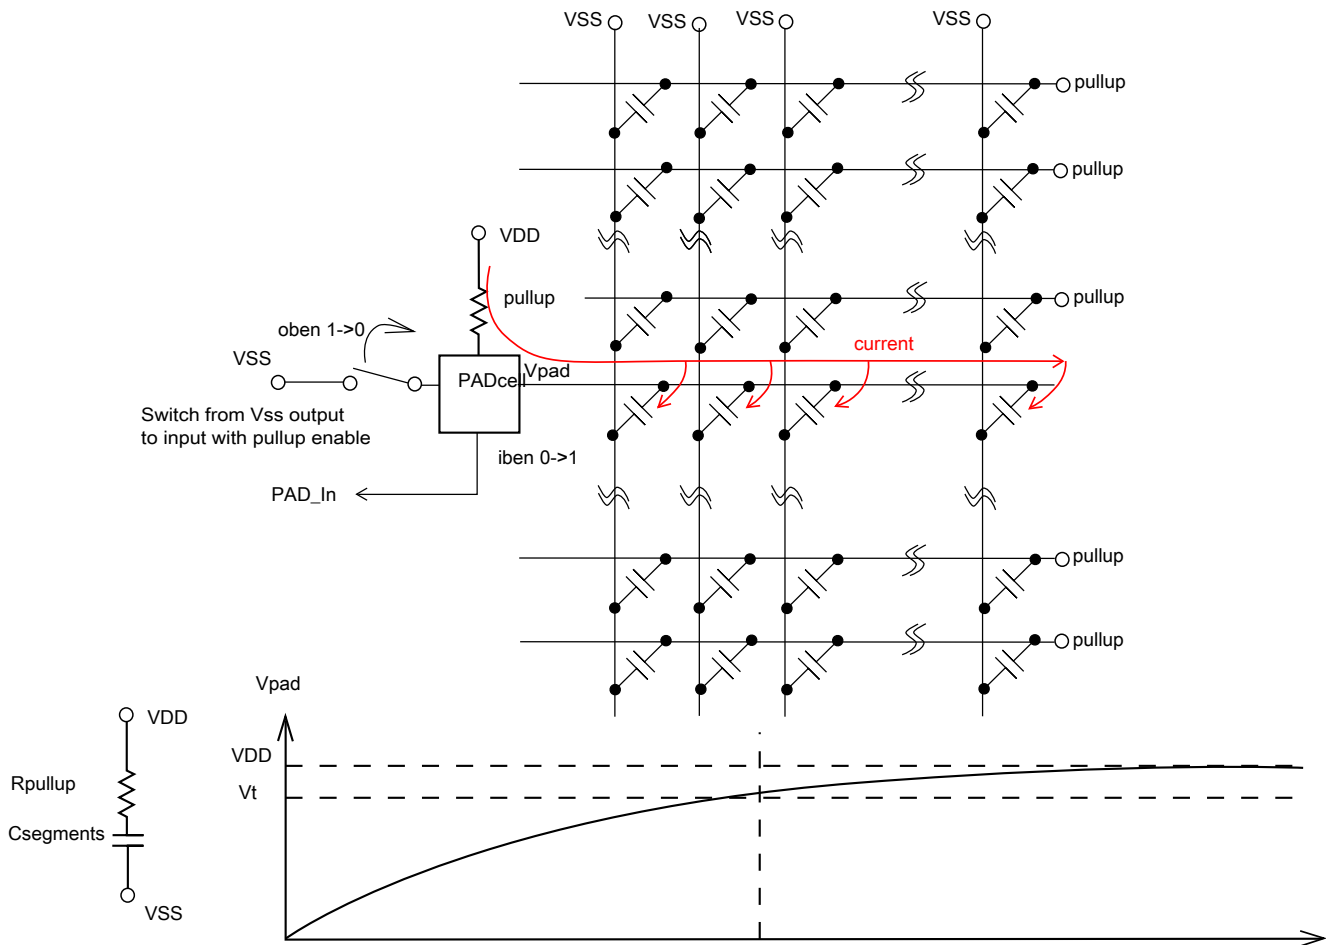 VSS
VSS
VSS
VSS
pullup
pullup
VDD
pullup
pullup
oben 1->0
current
VSS
PADcell
Vpad
Switch from Vss output
to input with pullup enable
iben 0->1
PAD_In
pullup
pullup
Vpad
VDD
VDD
Rpullup
Vt
Csegments
VSS